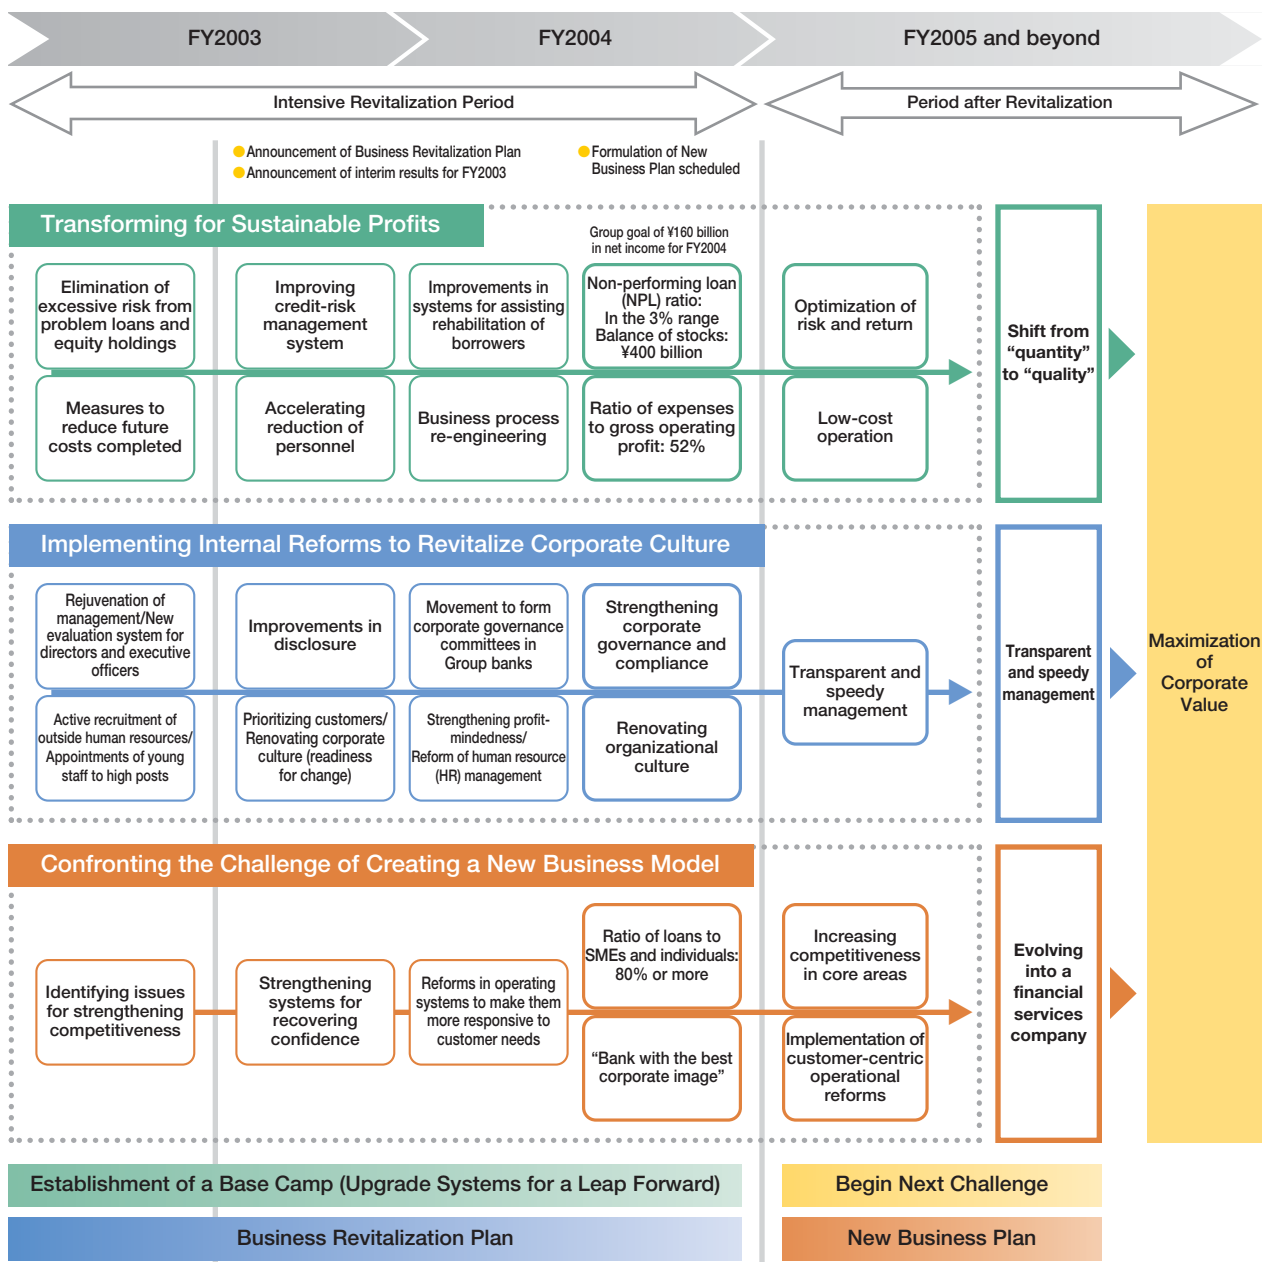 FY2003
FY2004
FY2005 and beyond
Intensive Revitalization Period
Period after Revitalization
Announcement of Business Revitalization Plan
Announcement of interim results for FY2003
Formulation of New
Business Plan scheduled
Transforming for Sustainable Profits
Group goal of ¥160 billion
in net income for FY2004
Elimination of
excessive risk from
problem loans and
equity holdings
Improving
credit-risk
management
system
Improvements in
systems for assisting
rehabilitation of
borrowers
Non-performing loan
(NPL) ratio:
In the 3% range
Balance of stocks:
¥400 billion
Optimization of
risk and return
Measures to
reduce future
costs completed
Accelerating
reduction of
personnel
Business process
re-engineering
Ratio of expenses
to gross operating
profit: 52%
Low-cost
operation
Shift from
“quantity”
to “quality”
Implementing Internal Reforms to Revitalize Corporate Culture
Rejuvenation of
management/New
evaluation system for
directors and executive
officers
Improvements in
disclosure
Movement to form
corporate governance
committees in
Group banks
Strengthening
corporate
governance and
compliance
Transparent and
speedy
management
Active recruitment of
outside human resources/
Appointments of young
staff to high posts
Prioritizing customers/
Renovating corporate
culture (readiness
for change)
Strengthening profit-
mindedness/
Reform of human resource
(HR) management
Renovating
organizational
culture
Transparent
and speedy
management
Maximization
of
Corporate
Value
Confronting the Challenge of Creating a New Business Model
Identifying issues
for strengthening
competitiveness
Strengthening
systems for
recovering
confidence
Reforms in operating
systems to make them
more responsive to
customer needs
Ratio of loans to
SMEs and individuals:
80% or more
“Bank with the best
corporate image”
Increasing
competitiveness
in core areas
Implementation of
customer-centric
operational
reforms
Evolving
into a
financial
services
company
Establishment of a Base Camp (Upgrade Systems for a Leap Forward)
Begin Next Challenge
Business Revitalization Plan
New Business Plan